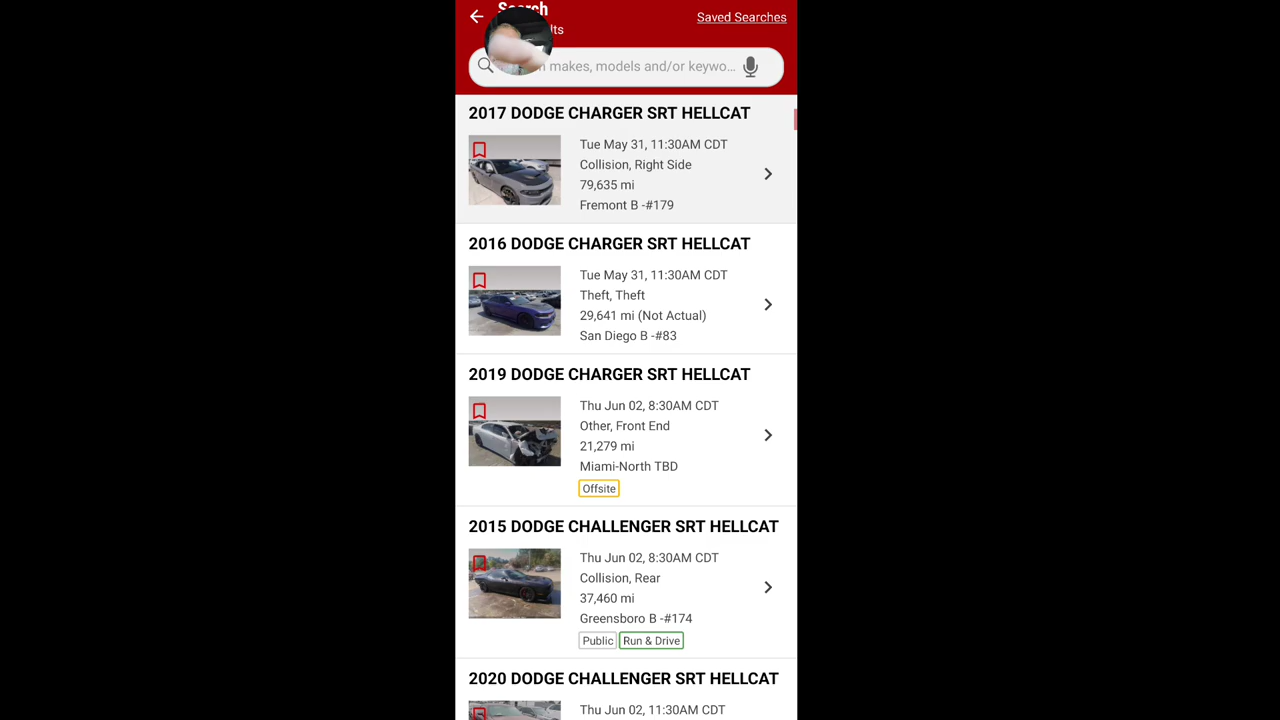 Search
lts
Saved Searches
makes, models and/or keywo...
2017 DODGE CHARGER SRT HELLCAT
Tue May 31, 11:30AM CDT
Collision, Right Side
79,635 mi
Fremont B -#179
2016 DODGE CHARGER SRT HELLCAT
Tue May 31, 11:30AM CDT
Theft, Theft
29,641 mi (Not Actual)
San Diego B -#83
2019 DODGE CHARGER SRT HELLCAT
Thu Jun 02, 8:30AM CDT
Other, Front End
21,279 mi
Miami-North TBD
Offsite
2015 DODGE CHALLENGER SRT HELLCAT
Thu Jun 02, 8:30AM CDT
Collision, Rear
37,460 mi
Greensboro B -#174
Public Run & Drive
2020 DODGE CHALLENGER SRT HELLCAT
Thu Jun 02, 11:30AM CDT